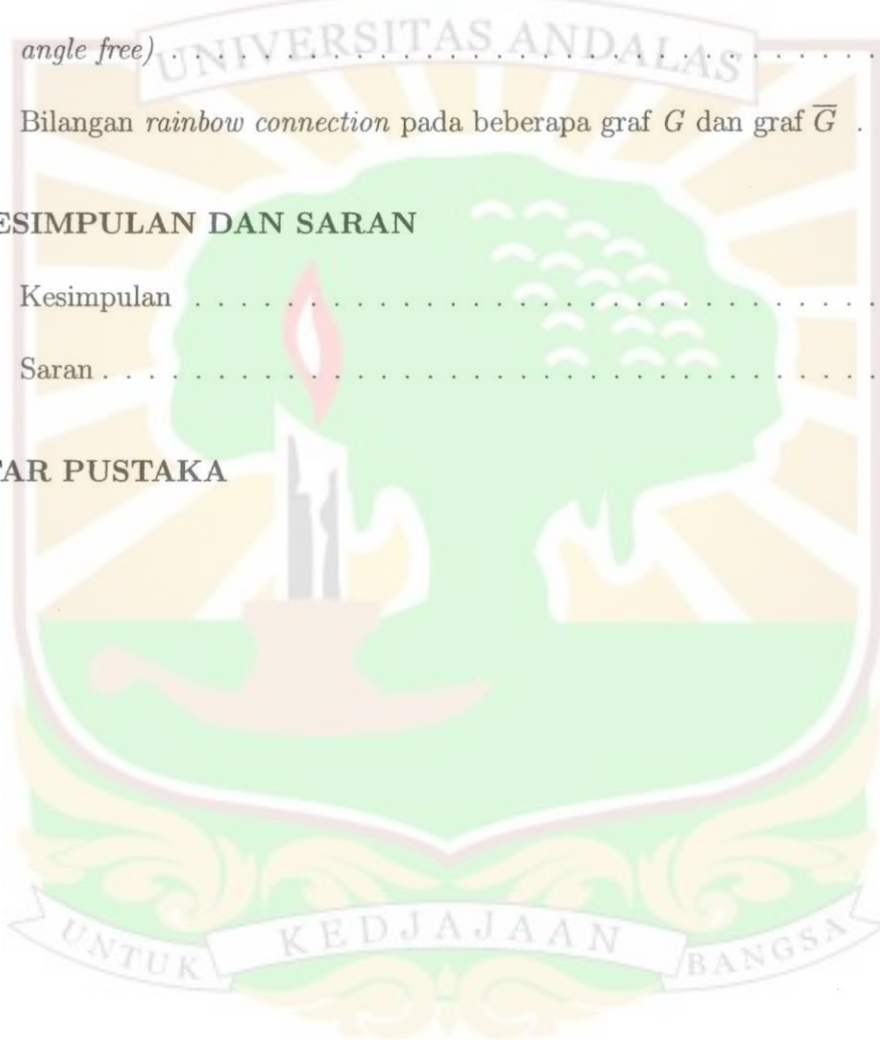 angle free) . . . . . . . . . . . . . . . . . . . . . . . . .
UNIVERSITAS ANDALAS
Bilangan rainbow connection pada beberapa graf G dan graf G̅ .
ESIMPULAN DAN SARAN
Kesimpulan . . . . . . . . . . . . . . . . . . . . . . . .
Saran . . . . . . . . . . . . . . . . . . . . . . . . . . .
TAR PUSTAKA
UNTUK KEDJAJAAN BANGSA